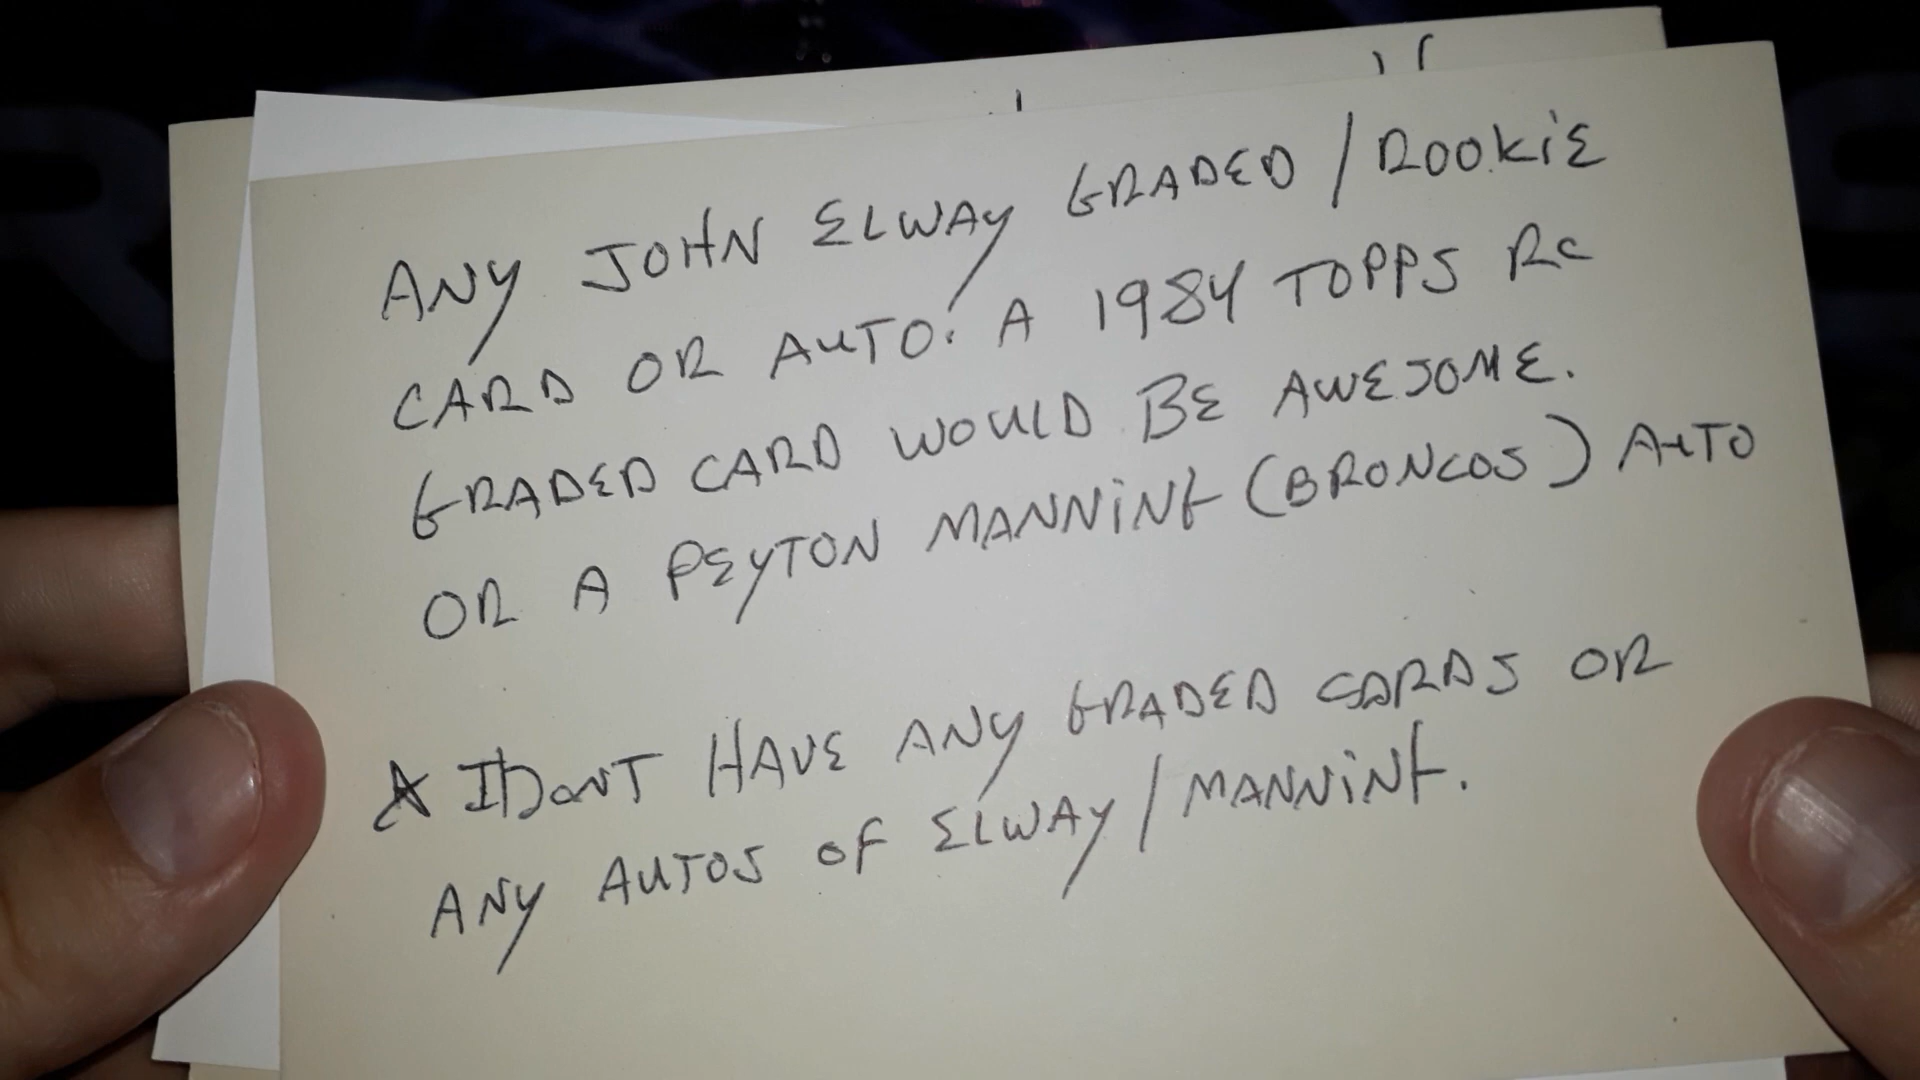 ANY JOHN ELWAY GRADED / ROOKIE
CARD OR AUTO. A 1984 TOPPS RC
GRADED CARD WOULD BE AWESOME.
OR A PEYTON MANNING (BRONCOS) AUTO
☆ I DONT HAVE ANY GRADED CARDS OR
ANY AUTOS OF ELWAY / MANNING.